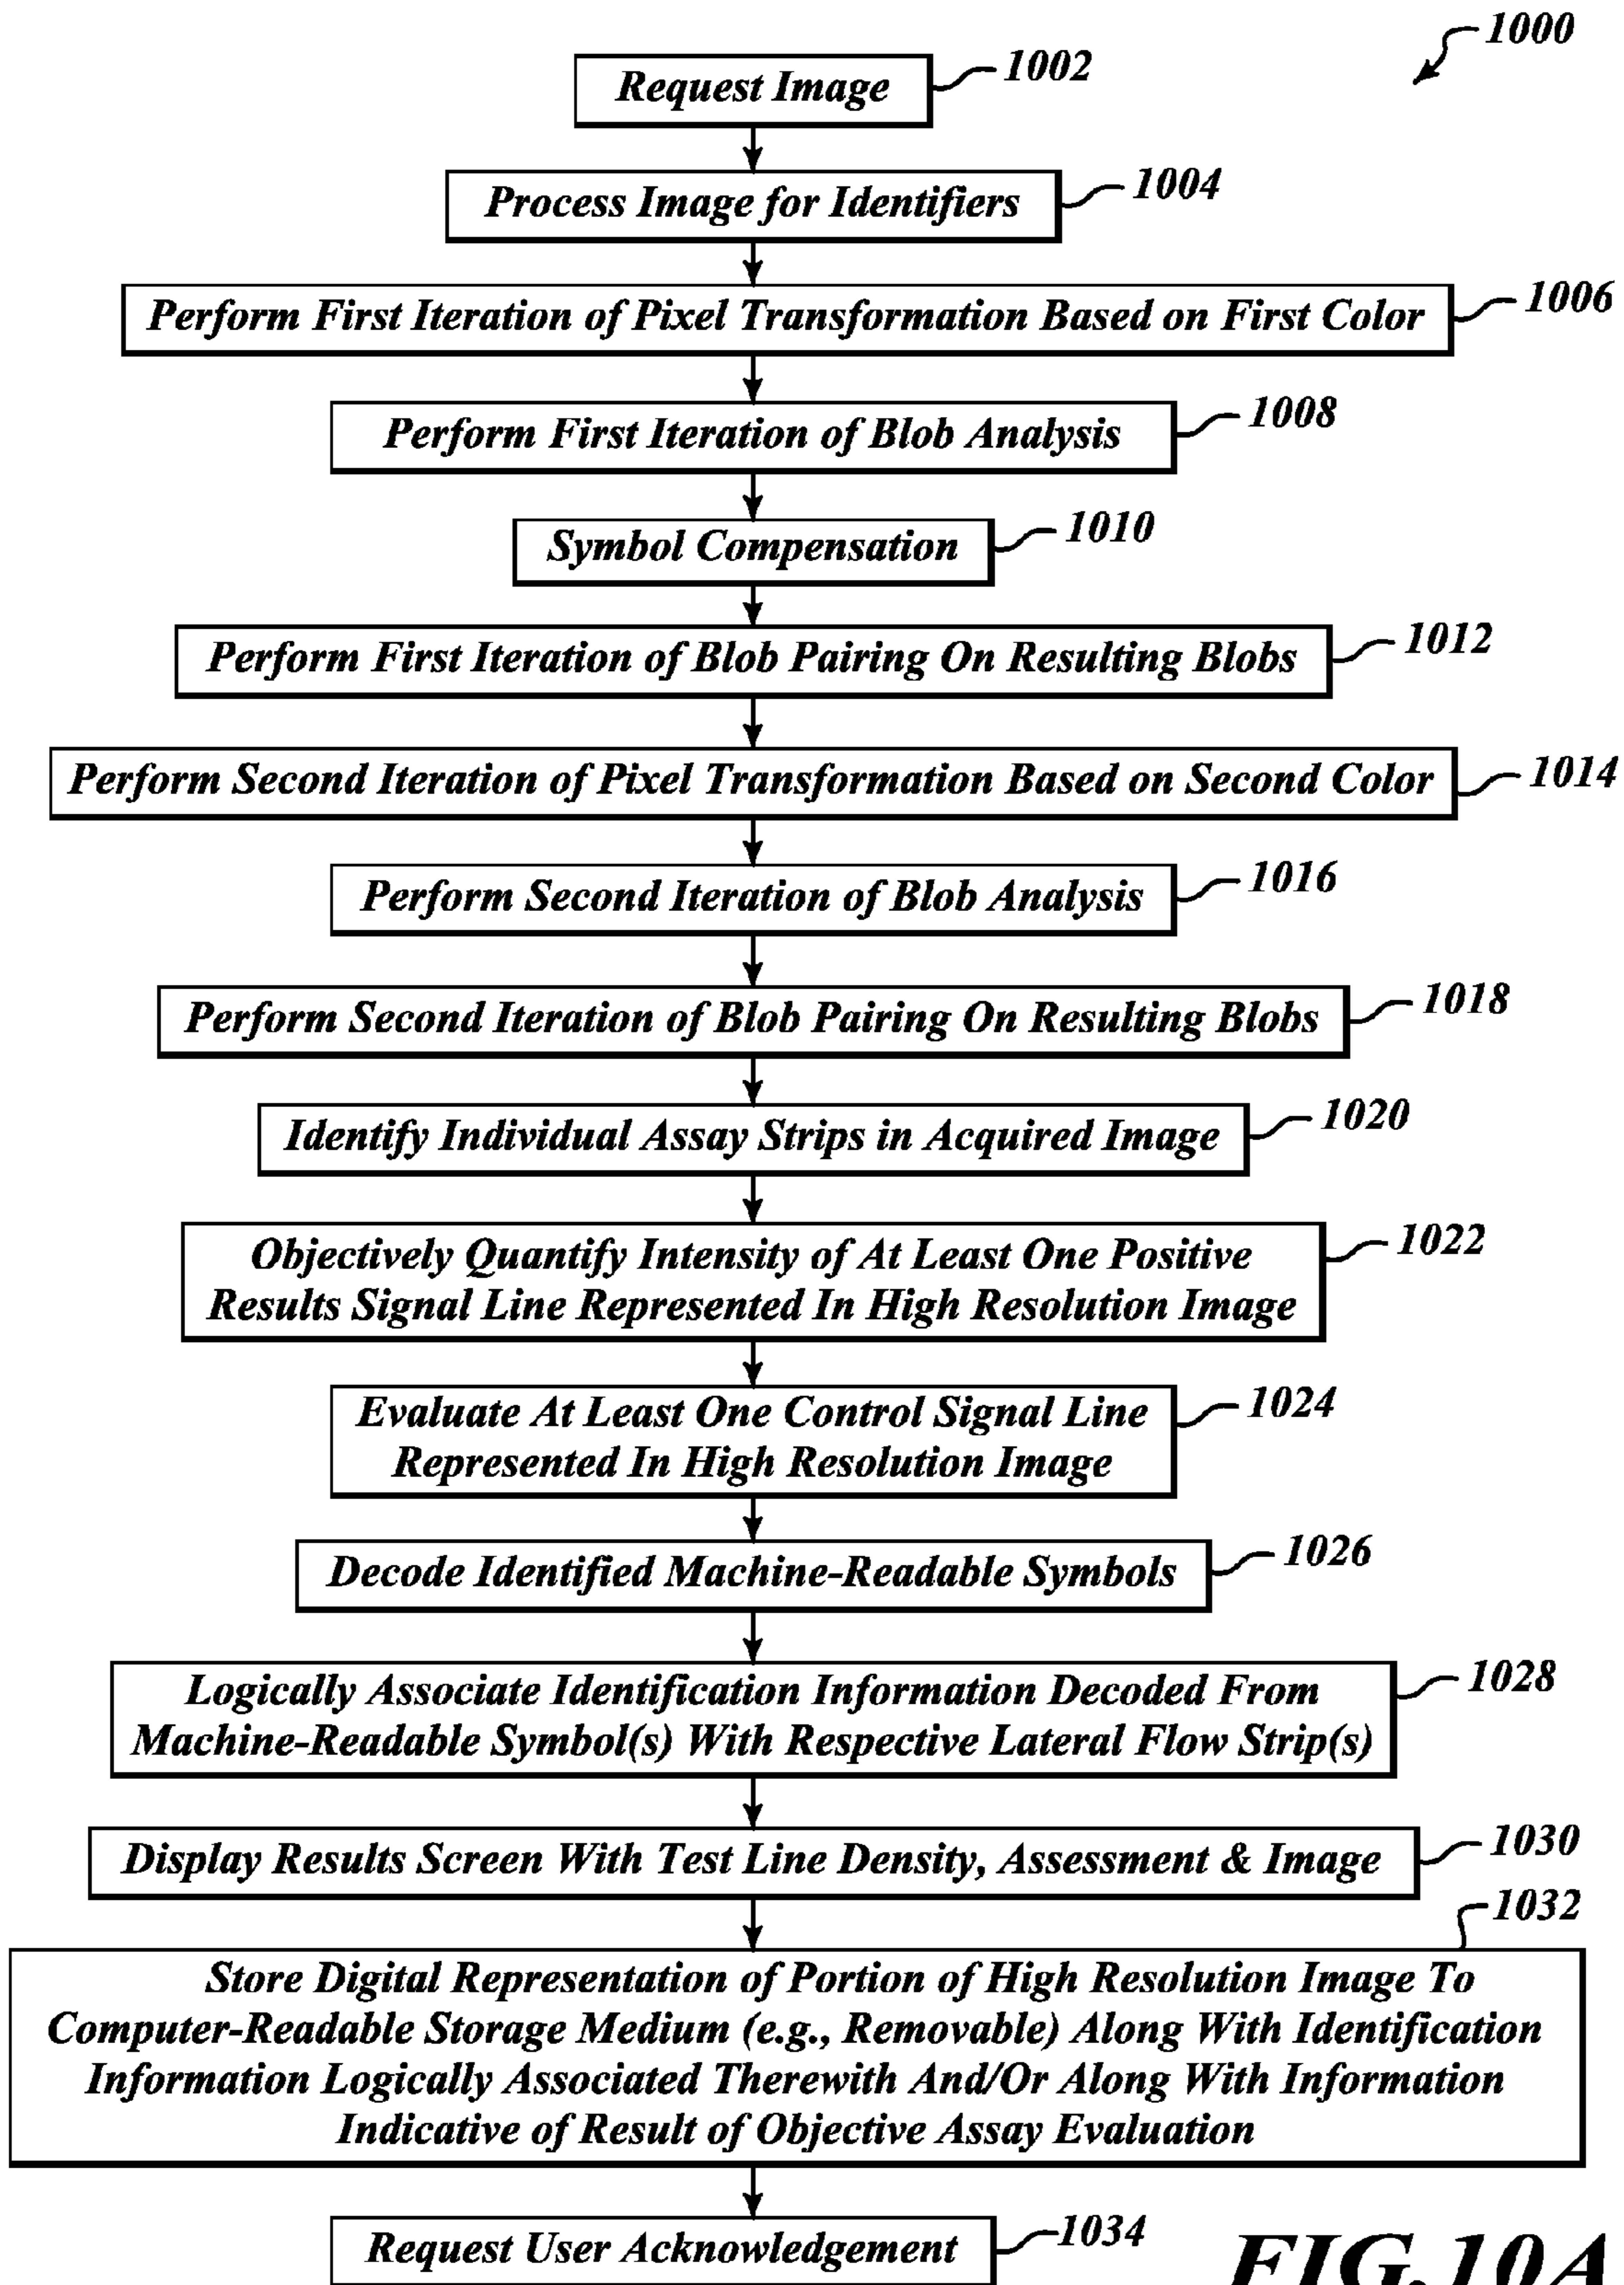 1000
Request Image
1002
Process Image for Identifiers
1004
Perform First Iteration of Pixel Transformation Based on First Color
1006
Perform First Iteration of Blob Analysis
1008
Symbol Compensation
1010
Perform First Iteration of Blob Pairing On Resulting Blobs
1012
Perform Second Iteration of Pixel Transformation Based on Second Color
1014
Perform Second Iteration of Blob Analysis
1016
Perform Second Iteration of Blob Pairing On Resulting Blobs
1018
Identify Individual Assay Strips in Acquired Image
1020
Objectively Quantify Intensity of At Least One Positive
Results Signal Line Represented In High Resolution Image
1022
Evaluate At Least One Control Signal Line
Represented In High Resolution Image
1024
Decode Identified Machine-Readable Symbols
1026
Logically Associate Identification Information Decoded From
Machine-Readable Symbol(s) With Respective Lateral Flow Strip(s)
1028
Display Results Screen With Test Line Density, Assessment & Image
1030
1032
Store Digital Representation of Portion of High Resolution Image To
Computer-Readable Storage Medium (e.g., Removable) Along With Identification
Information Logically Associated Therewith And/Or Along With Information
Indicative of Result of Objective Assay Evaluation
Request User Acknowledgement
1034
FIG.10A